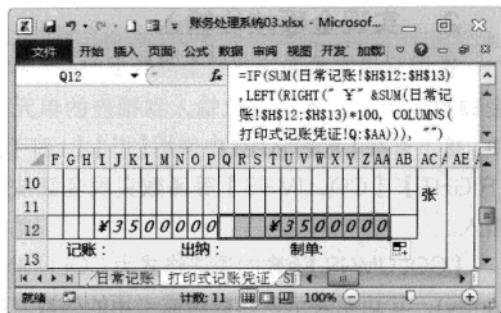 账务处理系统03.xlsx - Microsoft...
文件 开始 插入 页面 公式 数据 审阅 视图 开发 加载
Q12 fx =IF(SUM(日常记账!$H$12:$H$13)
,LEFT(RIGHT(" ¥" &SUM(日常记
账!$H$12:$H$13)*100, COLUMNS(
打印式记账凭证!Q:$AA))), "")
F G H I J K L M N O P Q R S T U V W X Y Z AA AB AC AE
10 张
11
12 ¥ 3 5 0 0 0 0 0 ¥ 3 5 0 0 0 0 0
13 记账: 出纳: 制单:
日常记账 打印式记账凭证
就绪 计数: 11 100%